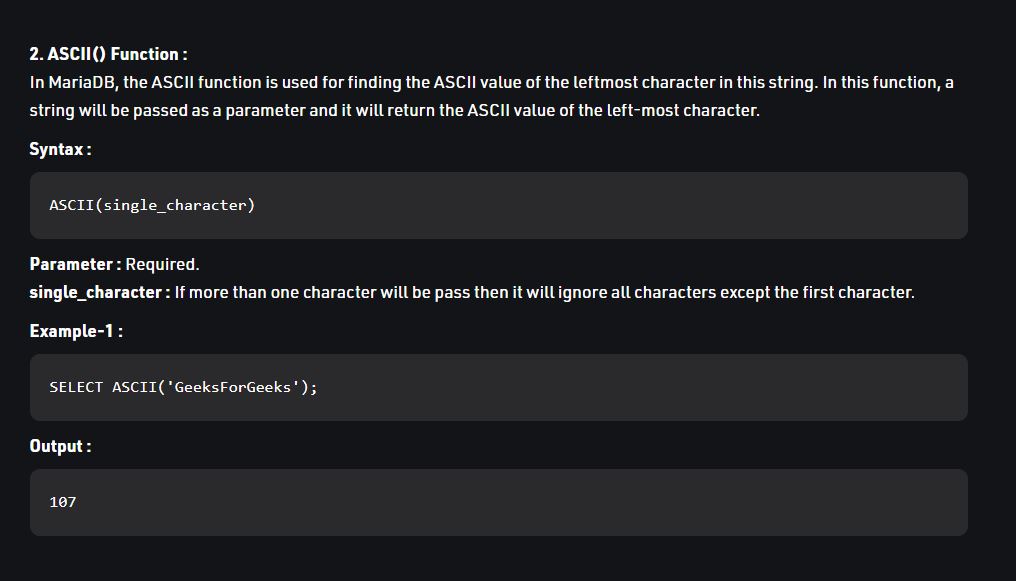 2. ASCII() Function :
In MariaDB, the ASCII function is used for finding the ASCII value of the leftmost character in this string. In this function, a
string will be passed as a parameter and it will return the ASCII value of the left-most character.
Syntax :
ASCII(single_character)
Parameter : Required.
single_character : If more than one character will be pass then it will ignore all characters except the first character.
Example-1 :
SELECT ASCII('GeeksForGeeks');
Output :
107